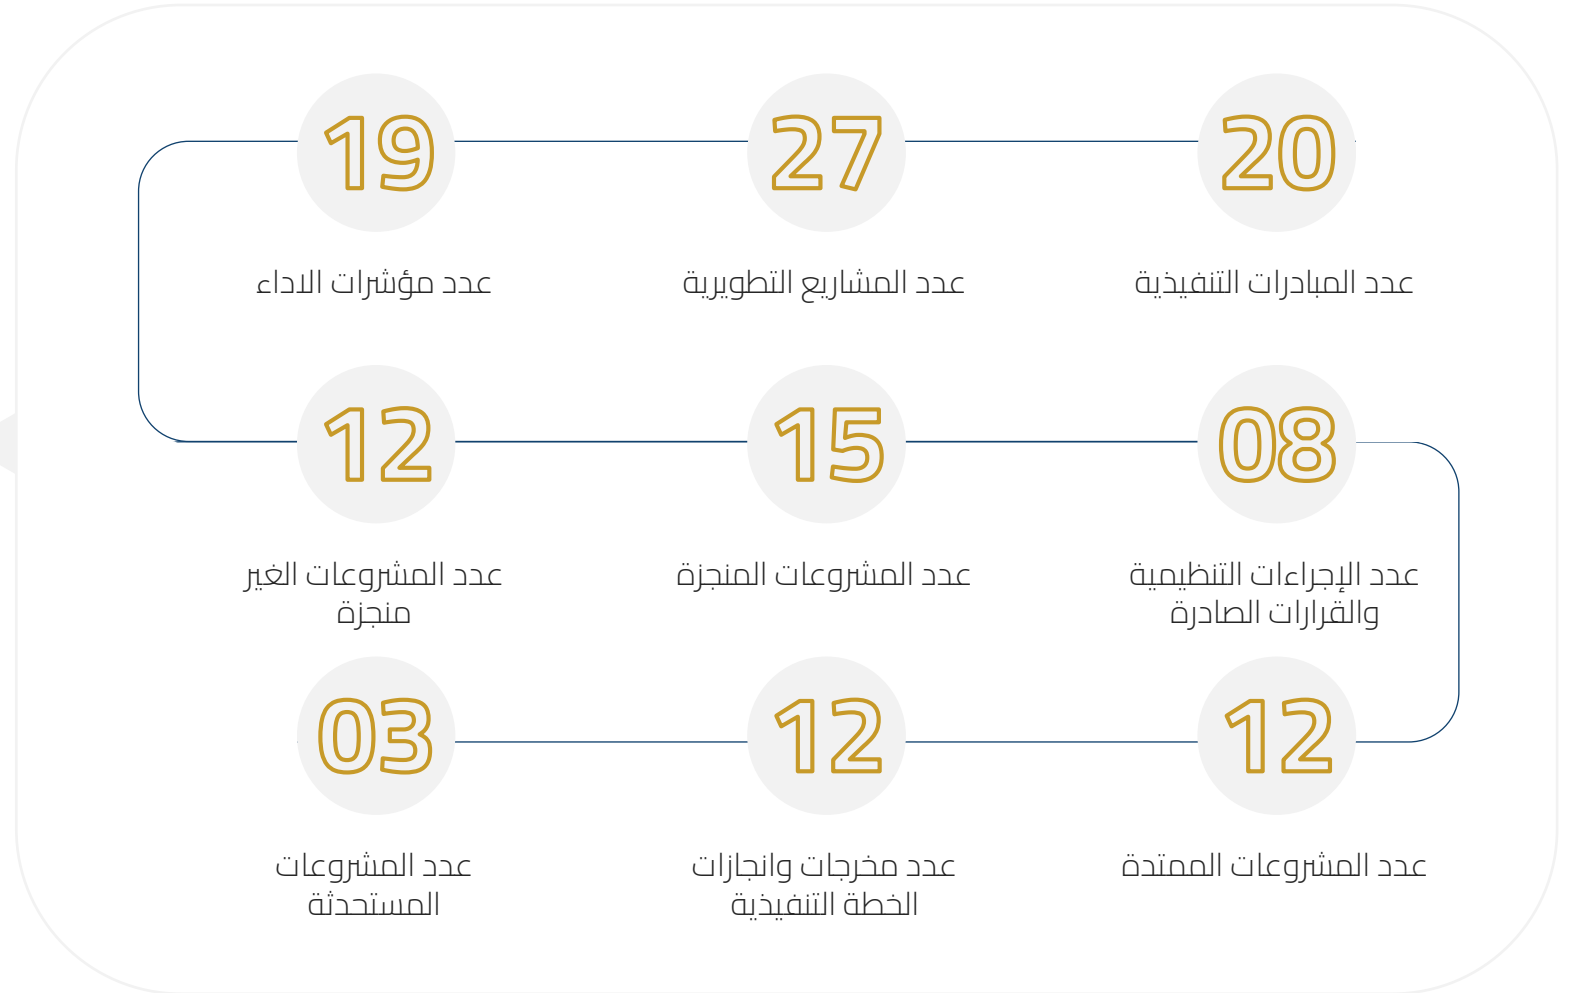 20
عدد المبادرات التنفيذية
27
عدد المشاريع التطويرية
19
عدد مؤشرات الاداء
12
عدد المشروعات الغير
منجزة
15
عدد المشروعات المنجزة
08
عدد الإجراءات التنظيمية
والقرارات الصادرة
12
عدد المشروعات الممتدة
12
عدد مخرجات وانجازات
الخطة التنفيذية
03
عدد المشروعات
المستحدثة